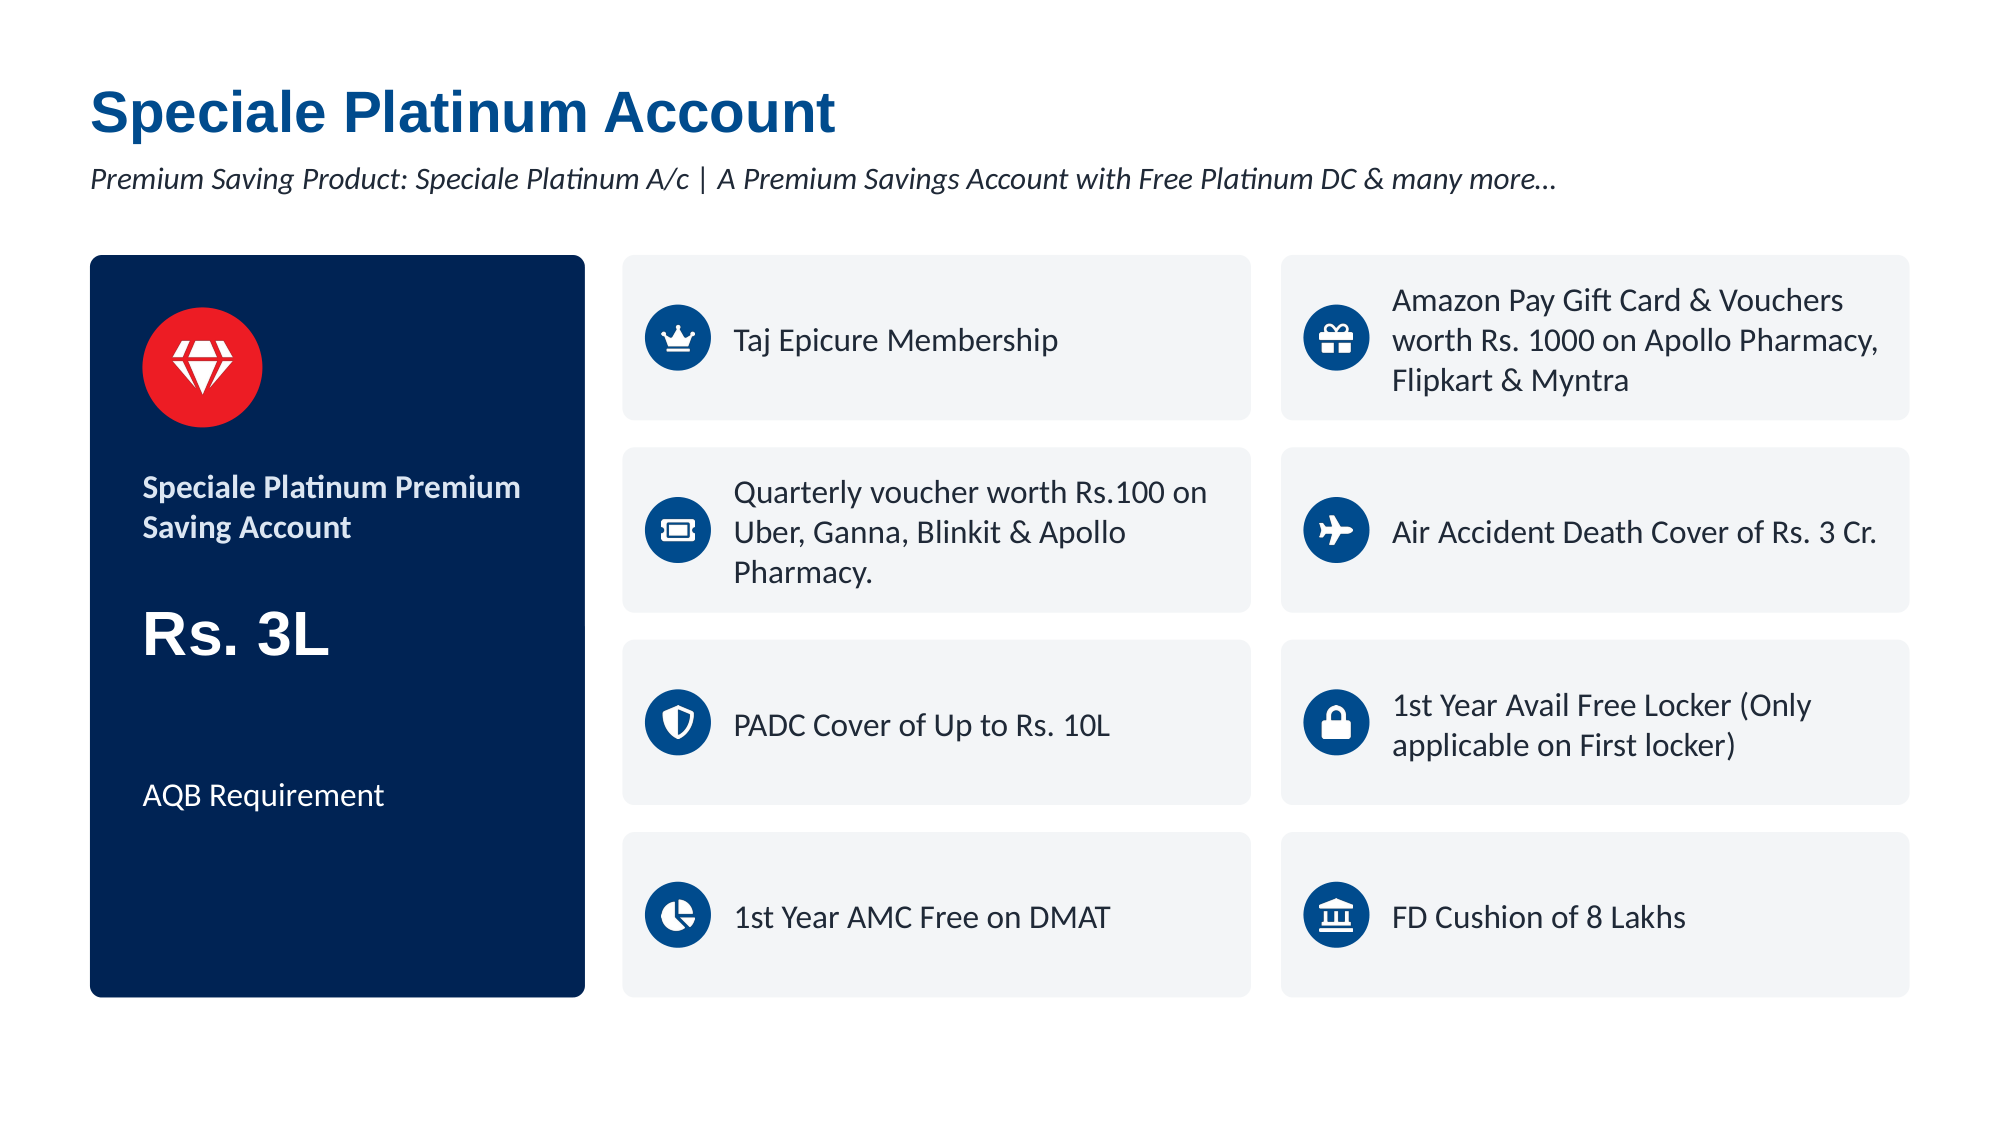 Speciale Platinum Account
Premium Saving Product: Speciale Platinum A/c | A Premium Savings Account with Free Platinum DC & many more...
Speciale Platinum Premium
Saving Account
Rs. 3L
AQB Requirement
Taj Epicure Membership
Amazon Pay Gift Card & Vouchers
worth Rs. 1000 on Apollo Pharmacy,
Flipkart & Myntra
Quarterly voucher worth Rs.100 on
Uber, Ganna, Blinkit & Apollo
Pharmacy.
Air Accident Death Cover of Rs. 3 Cr.
PADC Cover of Up to Rs. 10L
1st Year Avail Free Locker (Only
applicable on First locker)
1st Year AMC Free on DMAT
FD Cushion of 8 Lakhs